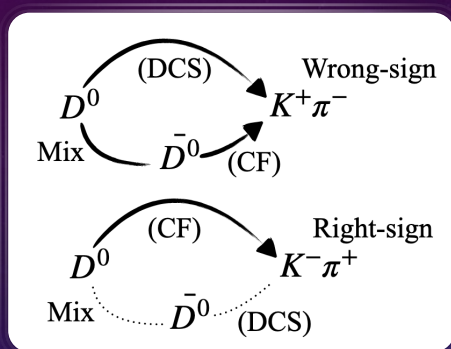 (DCS)
Wrong-sign
D⁰
K⁺π⁻
Mix
D̄⁰
(CF)
(CF)
Right-sign
D⁰
K⁻π⁺
Mix
D̄⁰
(DCS)